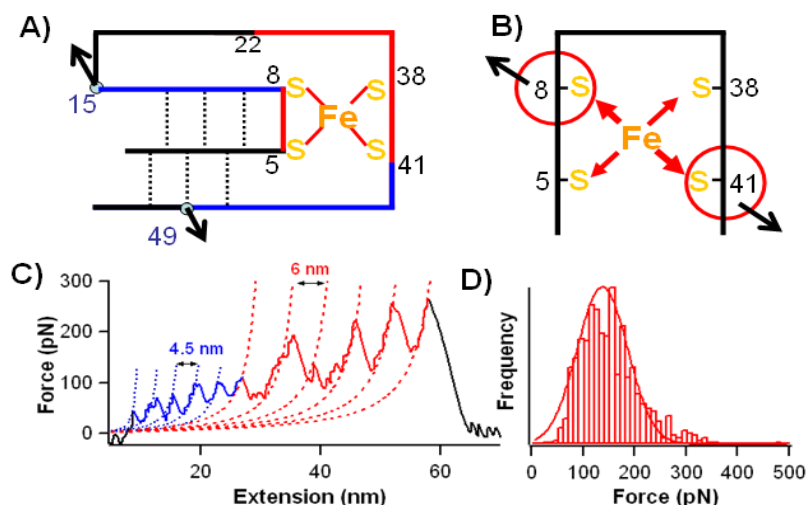 A)
22
8
38
S S
Fe
S S
15
5
41
49
B)
8 S S 38
Fe
5 S S 41
C)
300
200
100
0
Force (pN)
6 nm
4.5 nm
20 40 60
Extension (nm)
D)
Frequency
0 100 200 300 400 500
Force (pN)